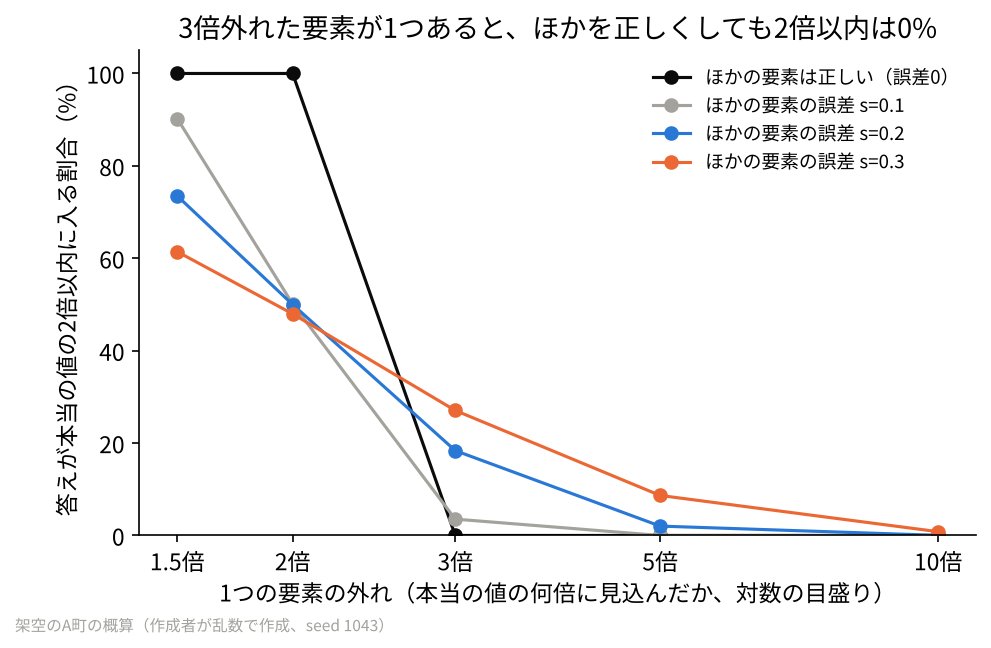 3倍外れた要素が1つあると、ほかを正しくしても2倍以内は0%
答えが本当の値の2倍以内に入る割合（%）
100
80
60
40
20
0
ほかの要素は正しい（誤差0）
ほかの要素の誤差 s=0.1
ほかの要素の誤差 s=0.2
ほかの要素の誤差 s=0.3
1.5倍
2倍
3倍
5倍
10倍
1つの要素の外れ（本当の値の何倍に見込んだか、対数の目盛り）
架空のA町の概算（作成者が乱数で作成、seed 1043）